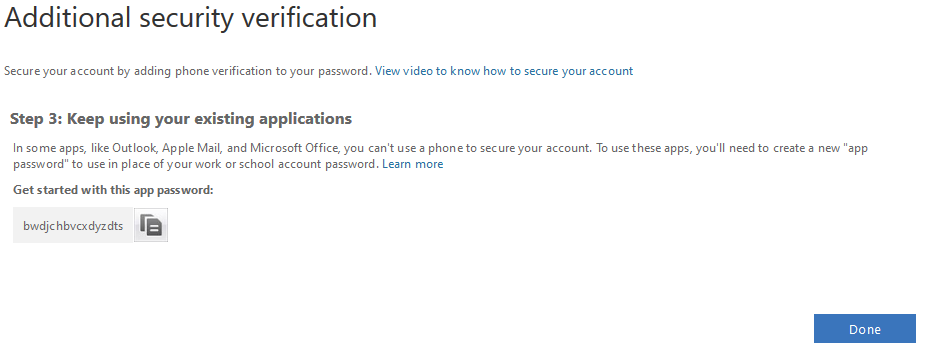 Additional security verification
Secure your account by adding phone verification to your password. View video to know how to secure your account
Step 3: Keep using your existing applications
In some apps, like Outlook, Apple Mail, and Microsoft Office, you can't use a phone to secure your account. To use these apps, you'll need to create a new "app
password" to use in place of your work or school account password. Learn more
Get started with this app password:
bwdjchbvcxdyzdts
Done